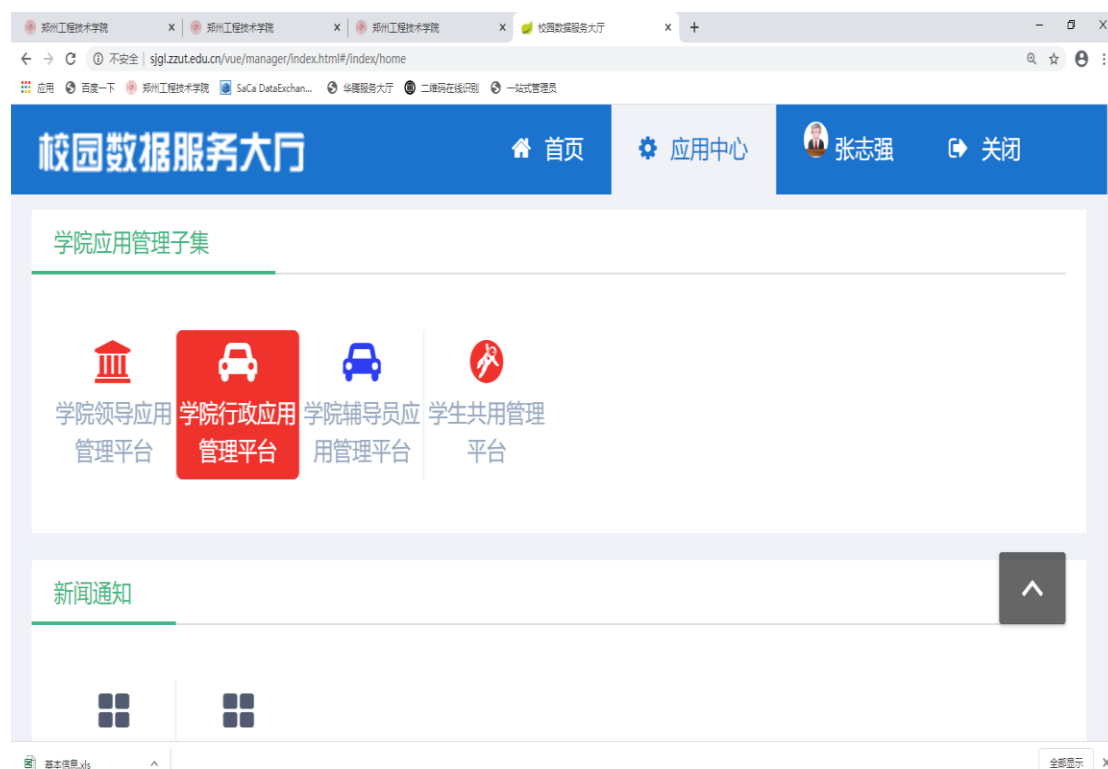 郑州工程技术学院
郑州工程技术学院
郑州工程技术学院
校园数据服务大厅
不安全 | sjgl.zzut.edu.cn/vue/manager/index.html#/index/home
应用 百度一下 郑州工程技术学院 SaCa DataExchan... 华腾服务大厅 二维码在线识别 一站式管理员
校园数据服务大厅 首页 应用中心 张志强 关闭
学院应用管理子集
学院领导应用
管理平台
学院行政应用
管理平台
学院辅导员应
用管理平台
学生共用管理
平台
新闻通知
基本信息.xls
全部显示